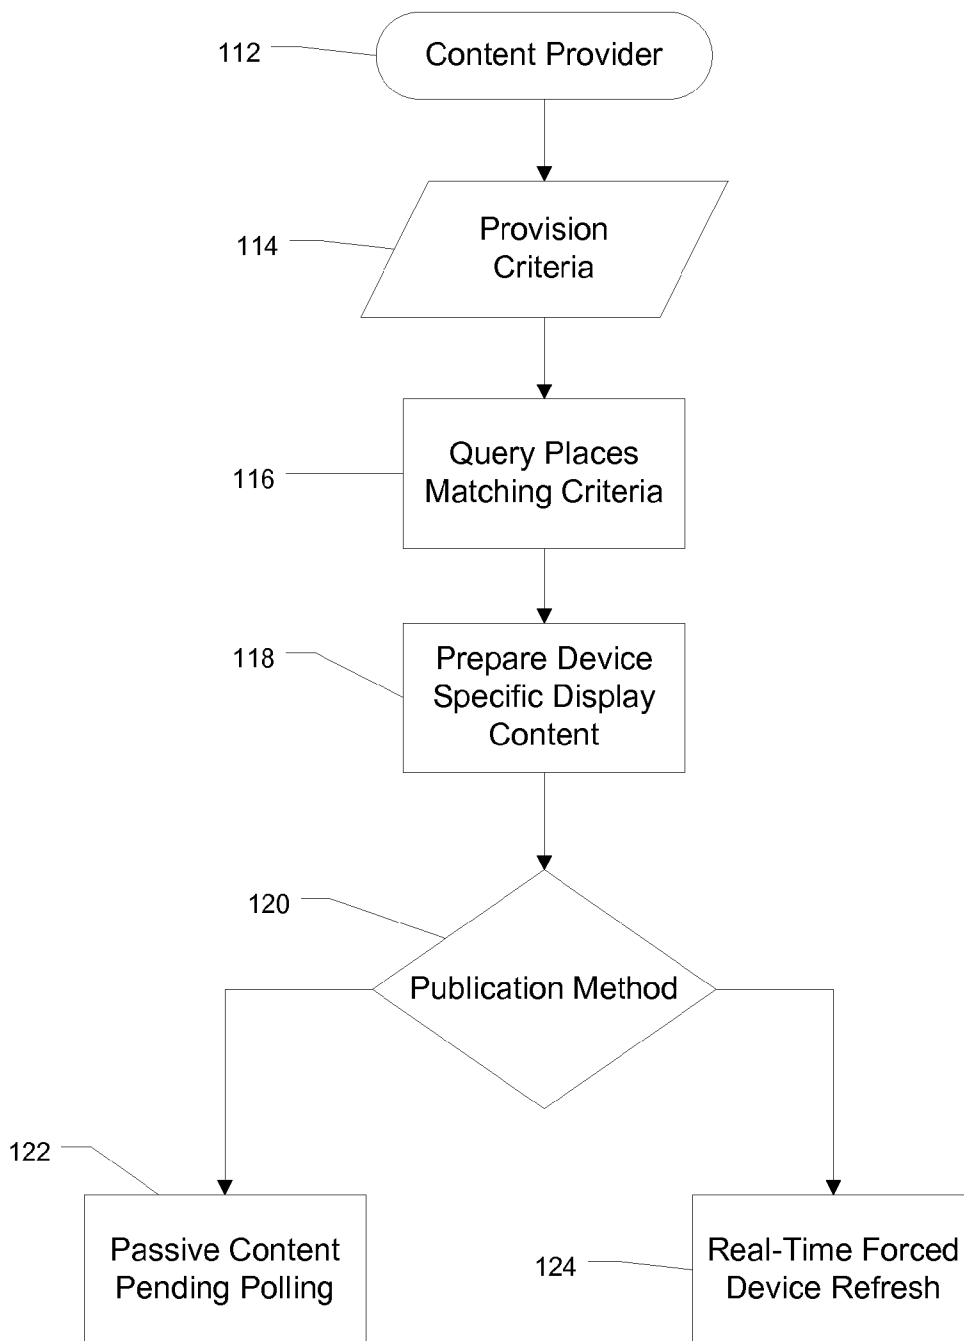 112
Content Provider
114
Provision
Criteria
116
Query Places
Matching Criteria
118
Prepare Device
Specific Display
Content
120
Publication Method
122
Passive Content
Pending Polling
124
Real-Time Forced
Device Refresh